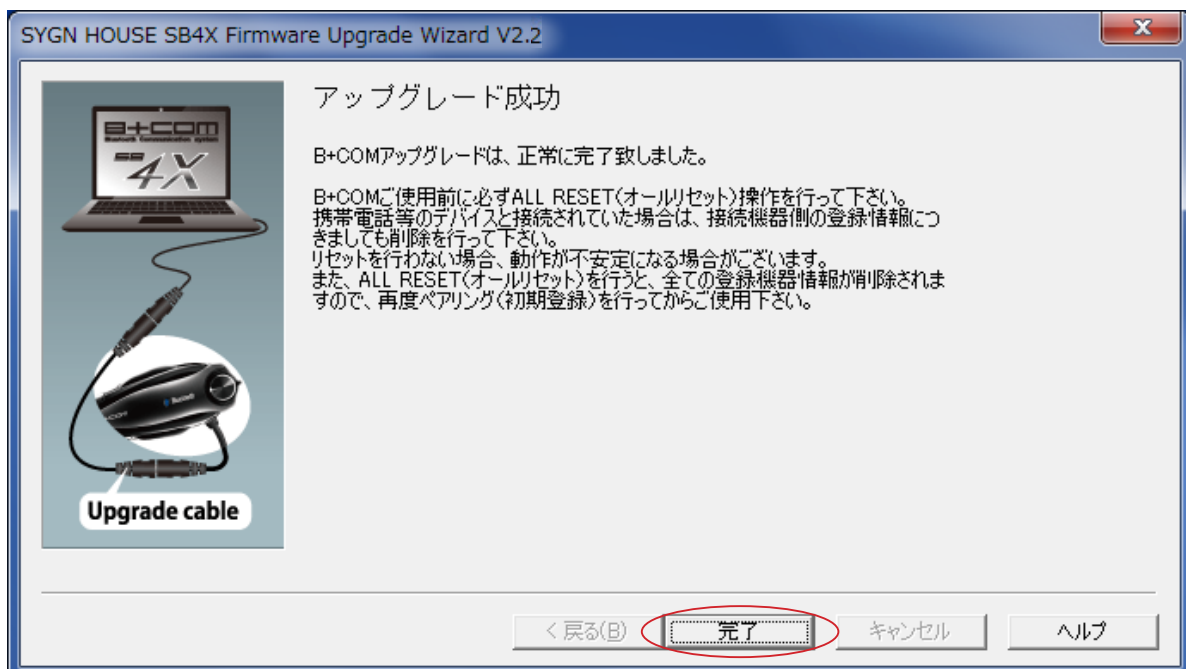 SYGN HOUSE SB4X Firmware Upgrade Wizard V2.2
アップグレード成功
B+COMアップグレードは、正常に完了致しました。
B+COMご使用前に必ずALL RESET(オールリセット)操作を行って下さい。
携帯電話等のデバイスと接続されていた場合は、接続機器側の登録情報につ
きましても削除を行って下さい。
リセットを行わない場合、動作が不安定になる場合がございます。
また、ALL RESET(オールリセット)を行うと、全ての登録機器情報が削除されま
すので、再度ペアリング(初期登録)を行ってからご使用下さい。
B+COM
Bluetooth Communication system
SB
4X
Bluetooth
Upgrade cable
< 戻る(B)
完了
キャンセル
ヘルプ